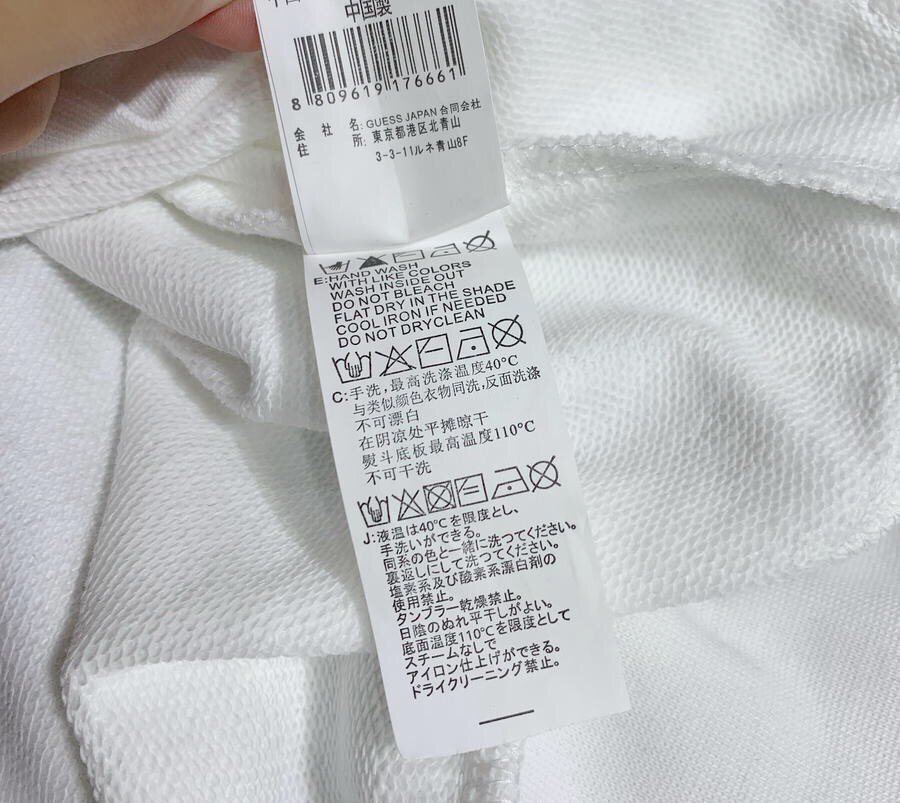 中国製
8 809619 176661
会社名: GUESS JAPAN 合同会社
住所: 東京都港区北青山
3-3-11ルネ青山8F
E:HAND WASH
WITH LIKE COLORS
WASH INSIDE OUT
DO NOT BLEACH
FLAT DRY IN THE SHADE
COOL IRON IF NEEDED
DO NOT DRYCLEAN
C:手洗,最高洗涤温度40°C
与类似颜色衣物同洗,反面洗涤
不可漂白
在阴凉处平摊晾干
熨斗底板最高温度110°C
不可干洗
J:液温は40℃を限度とし、
手洗いができる。
同系の色と一緒に洗つてください。
裏返しにして洗つてください。
塩素系及び酸素系漂白剤の
使用禁止。
タンブラー乾燥禁止。
日陰のぬれ平干しがよい。
底面温度110℃を限度として
スチームなしで
アイロン仕上げができる。
ドライクリーニング禁止。